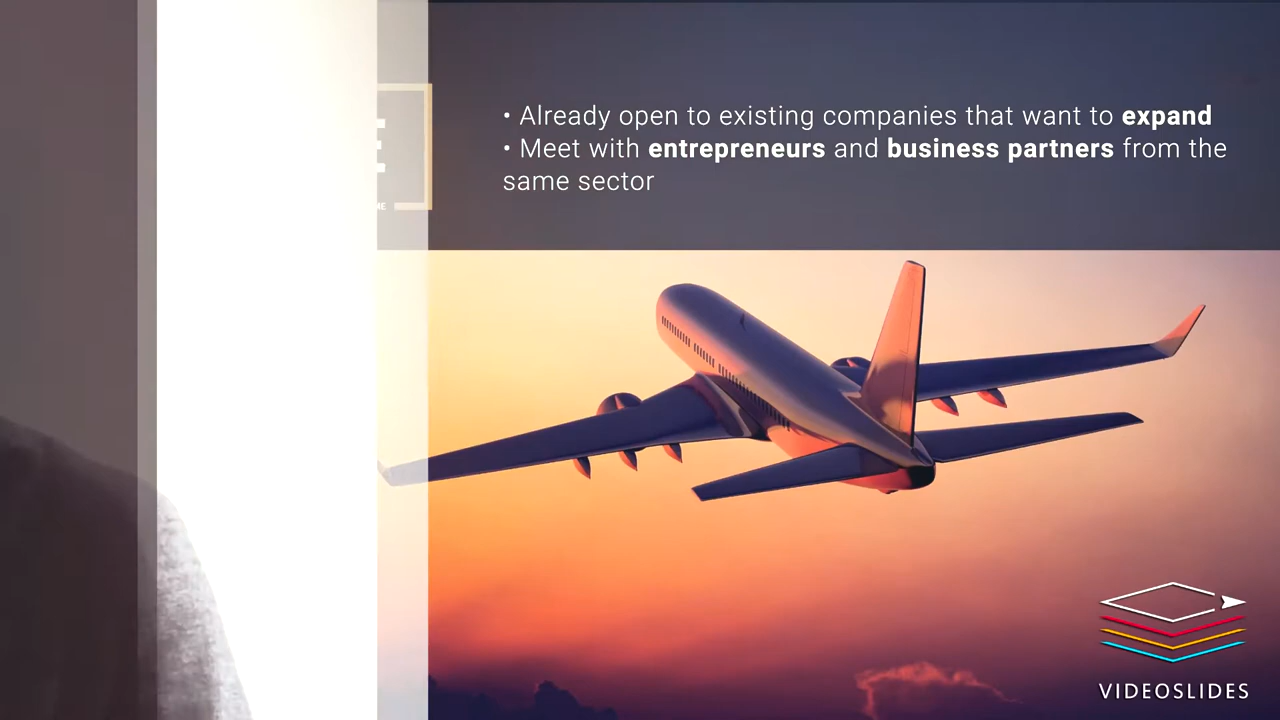 • Already open to existing companies that want to expand
• Meet with entrepreneurs and business partners from the
same sector
VIDEOSLIDES